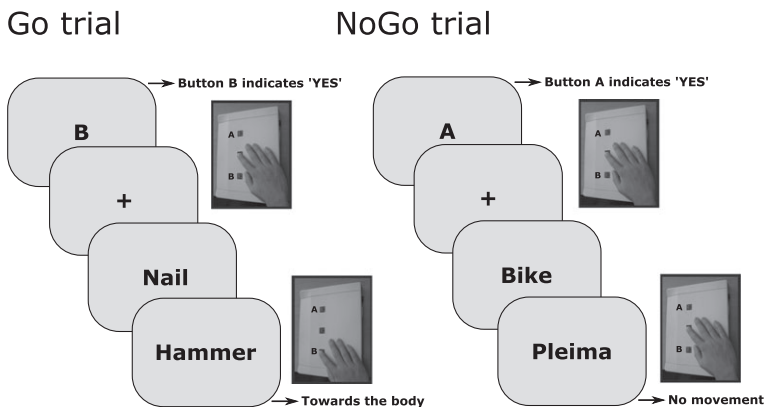 Go trial
NoGo trial
Button B indicates 'YES'
B
A
B
+
Nail
Hammer
A
B
Towards the body
Button A indicates 'YES'
A
A
B
+
Bike
Pleima
A
B
No movement